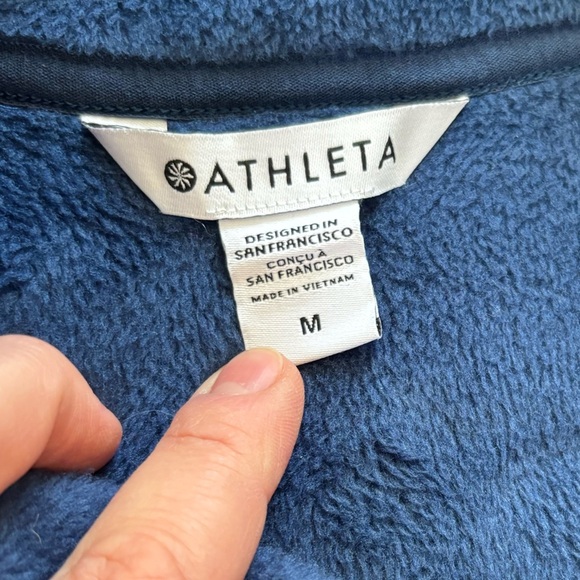 ATHLETA
DESIGNED IN
SAN FRANCISCO
CONÇU À
SAN FRANCISCO
MADE IN VIETNAM
M